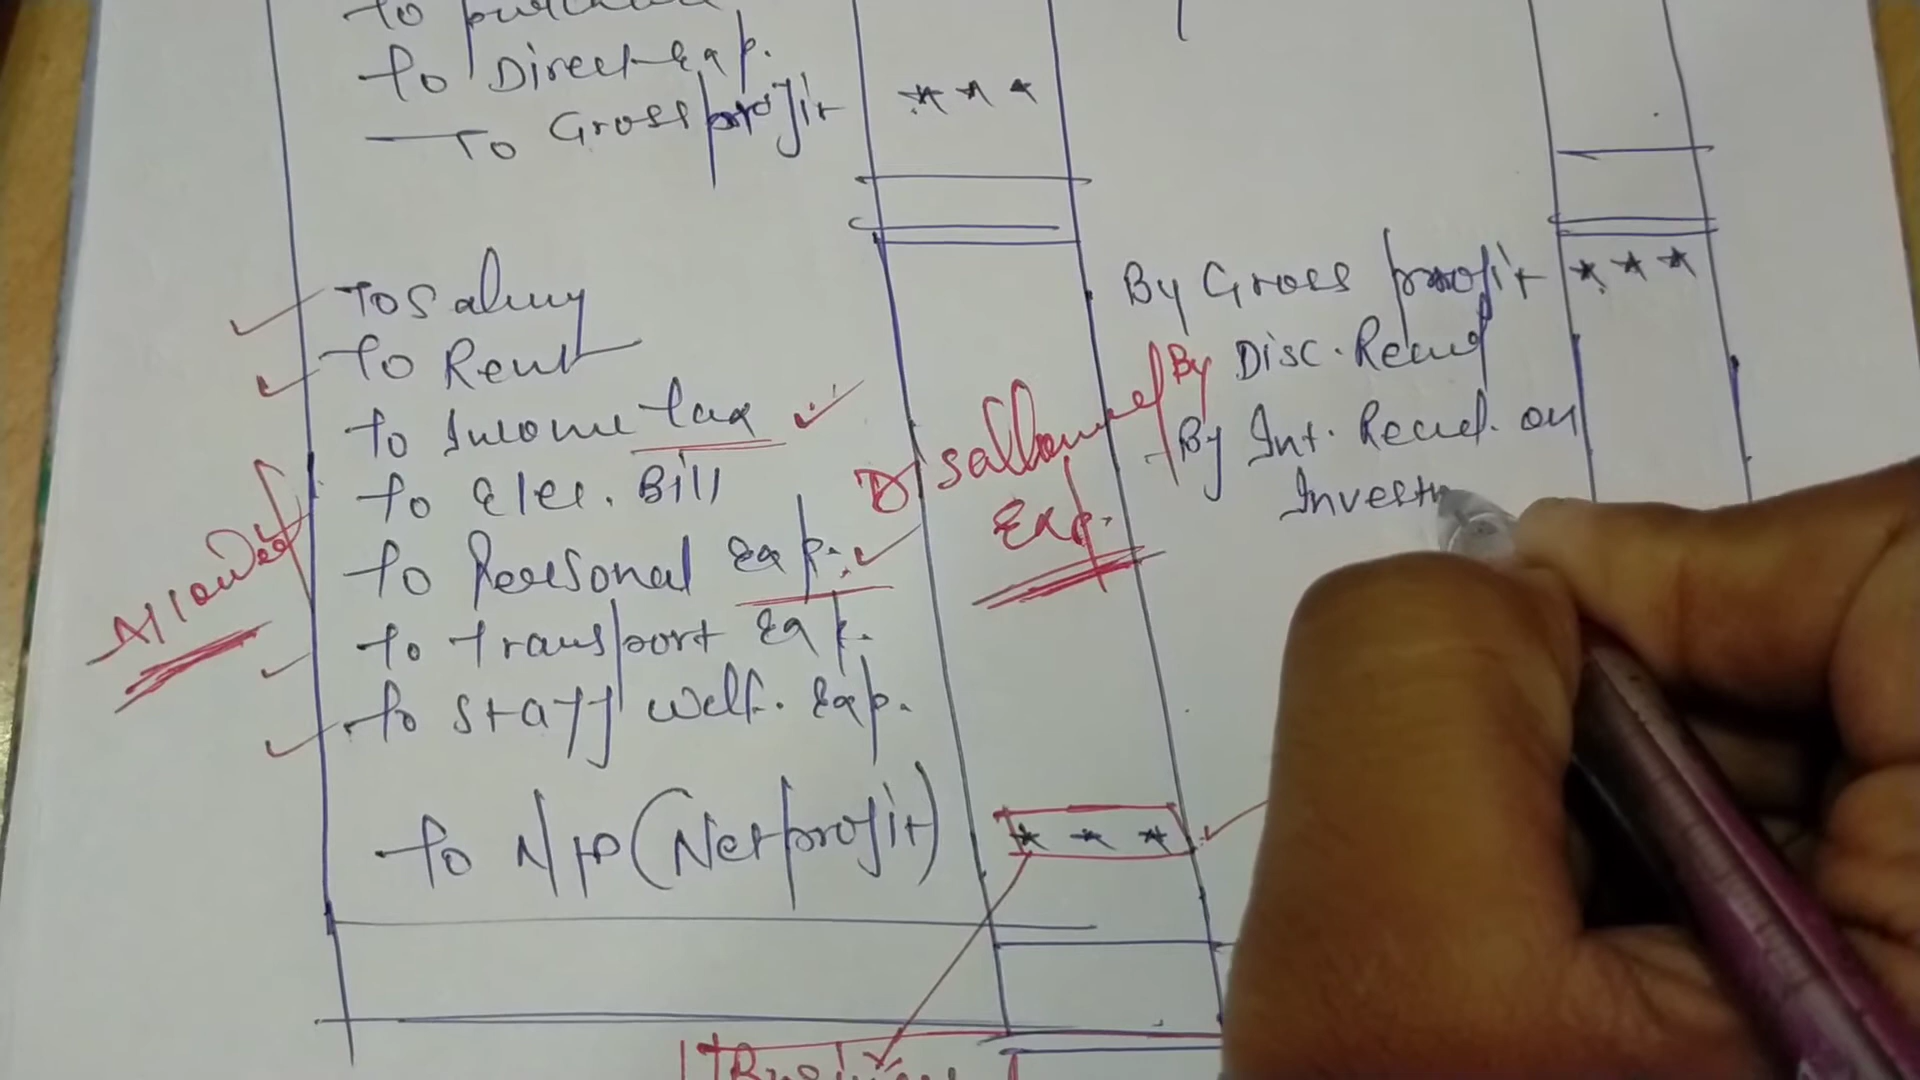 To
To Direct Exp.
To Gross profit
To Salary
To Rent
To Income tax
To Elec. Bill
To Personal Exp.
To transport Exp.
To staff welf. Exp.
To N/P (Net profit)
Allowed
Disallowed
Exp.
By Gross profit
By Disc. Recd
By Int. Recd. on
Investm